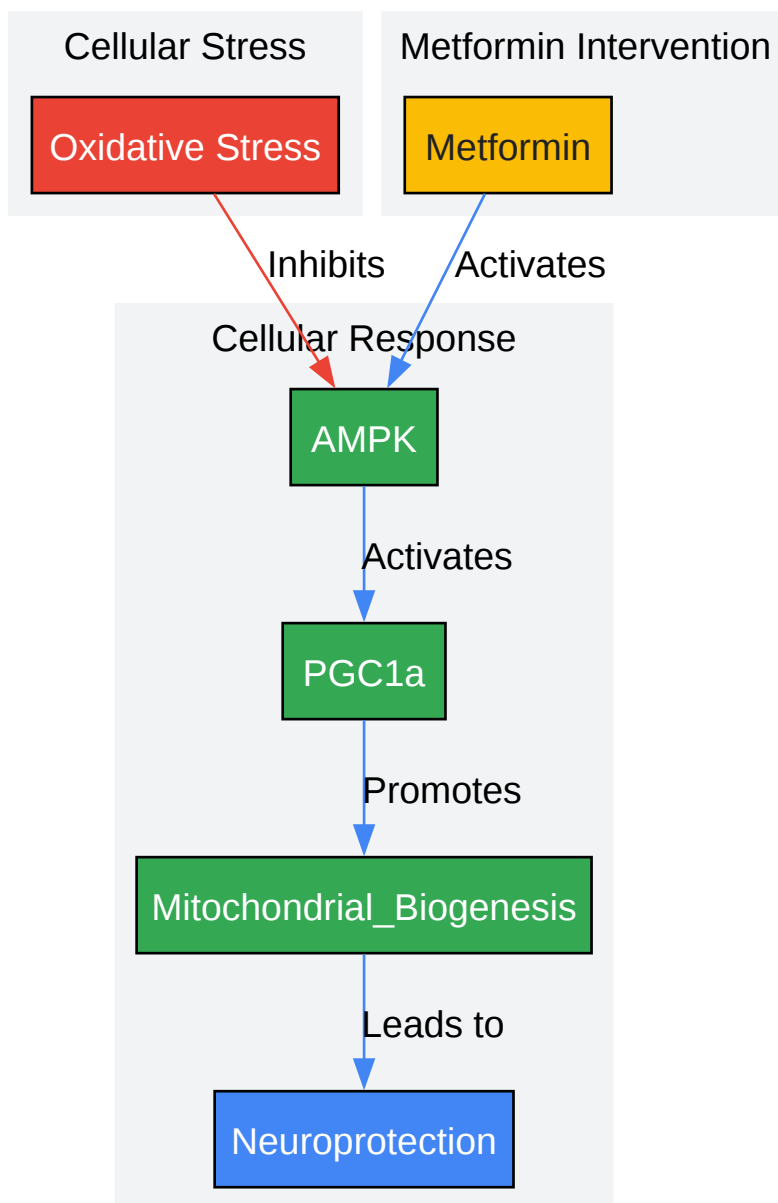 Cellular Stress
Metformin Intervention
Oxidative Stress
Metformin
Inhibits
Activates
Cellular Response
AMPK
Activates
PGC1a
Promotes
Mitochondrial_Biogenesis
Leads to
Neuroprotection